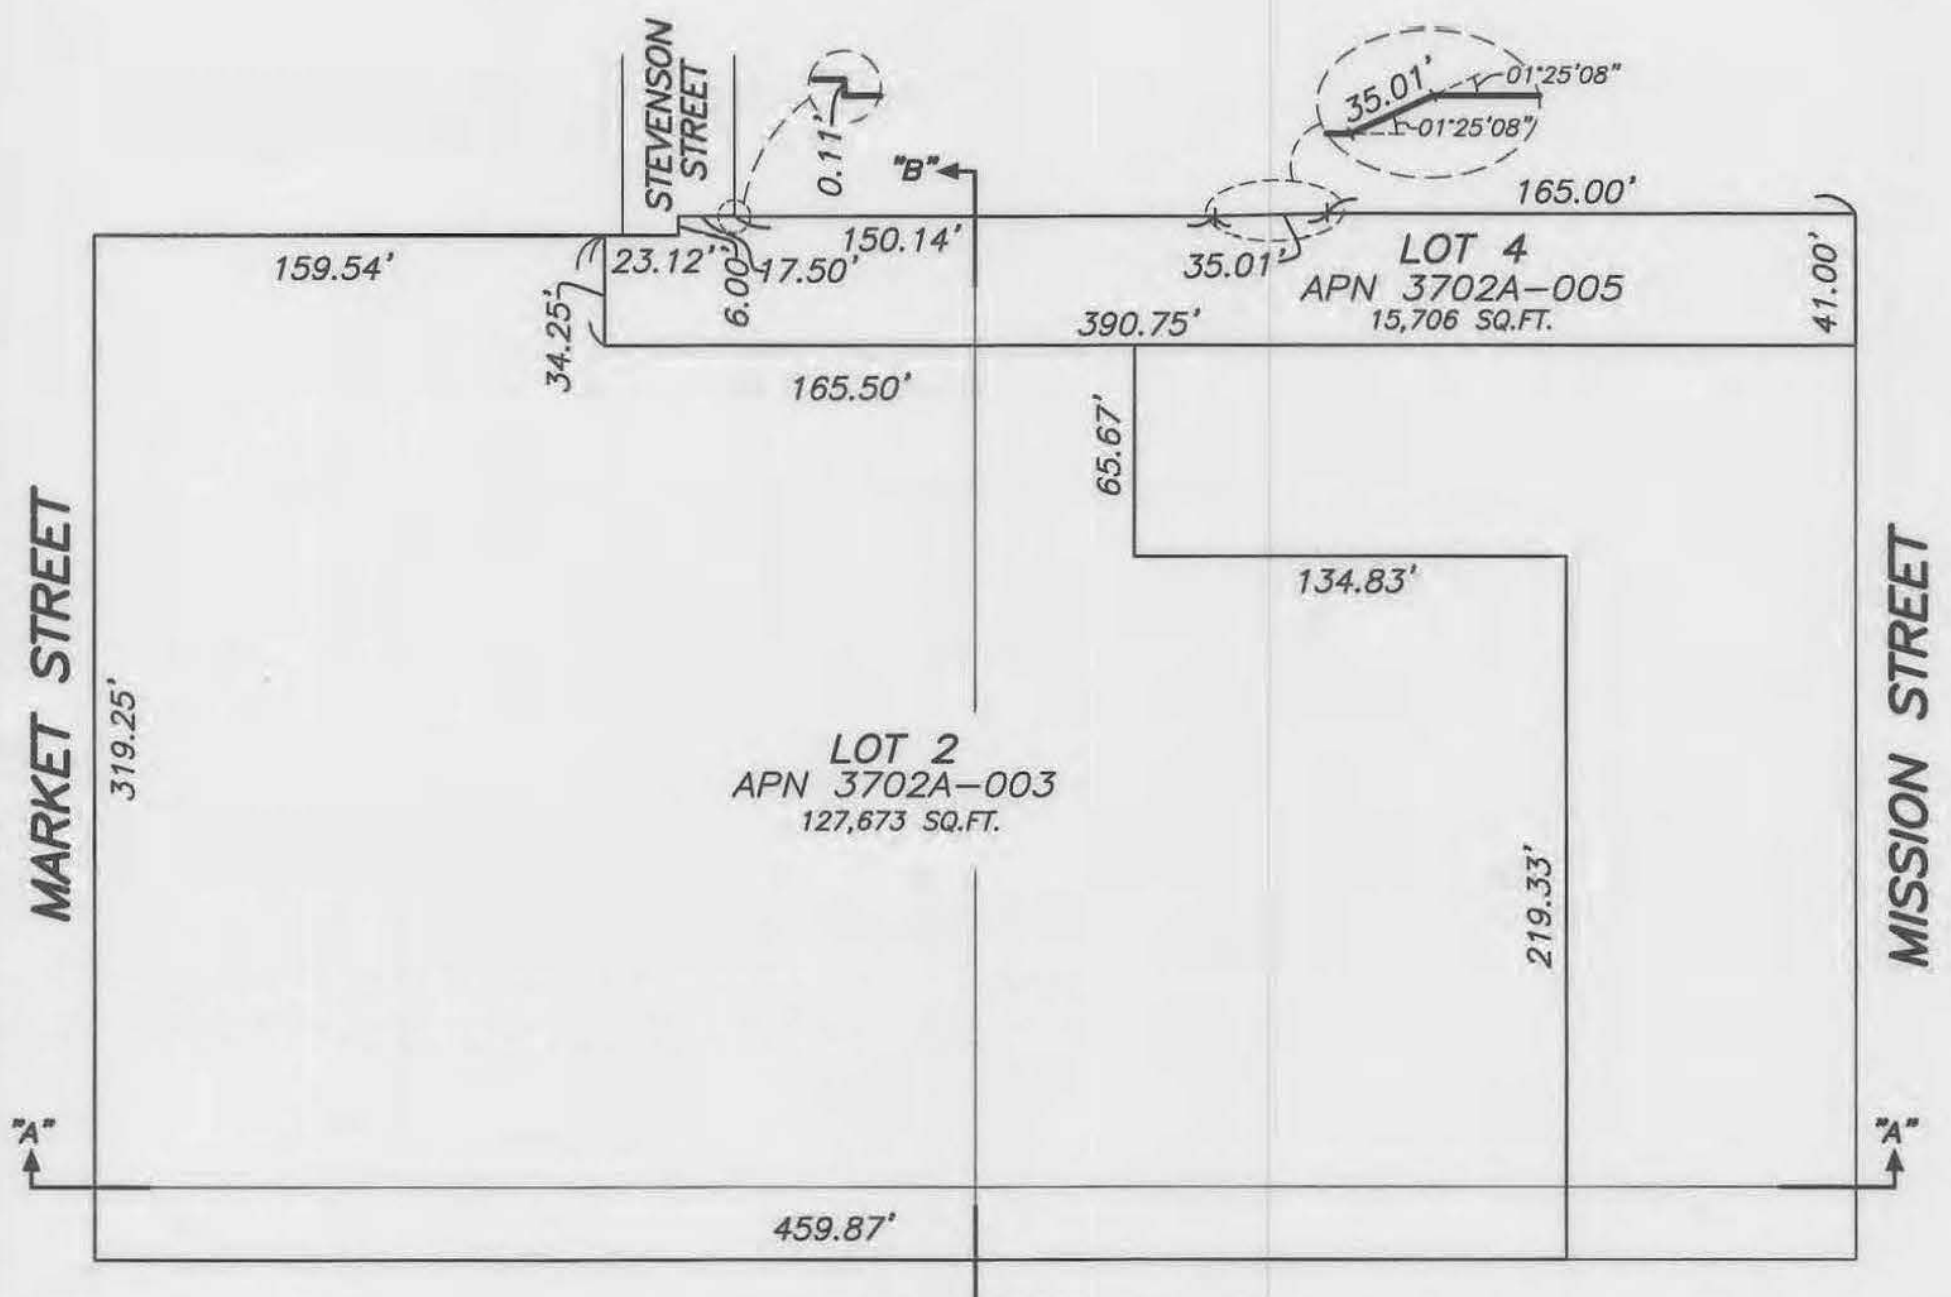 STEVENSON
STREET
0.11'
"B"
35.01'
01°25'08"
01°25'08"
165.00'
159.54'
23.12'
6.00'
17.50'
150.14'
35.01'
LOT 4
APN 3702A-005
15,706 SQ.FT.
41.00'
34.25'
390.75'
165.50'
65.67'
134.83'
MARKET STREET
319.25'
LOT 2
APN 3702A-003
127,673 SQ.FT.
219.33'
MISSION STREET
"A"
"A"
459.87'